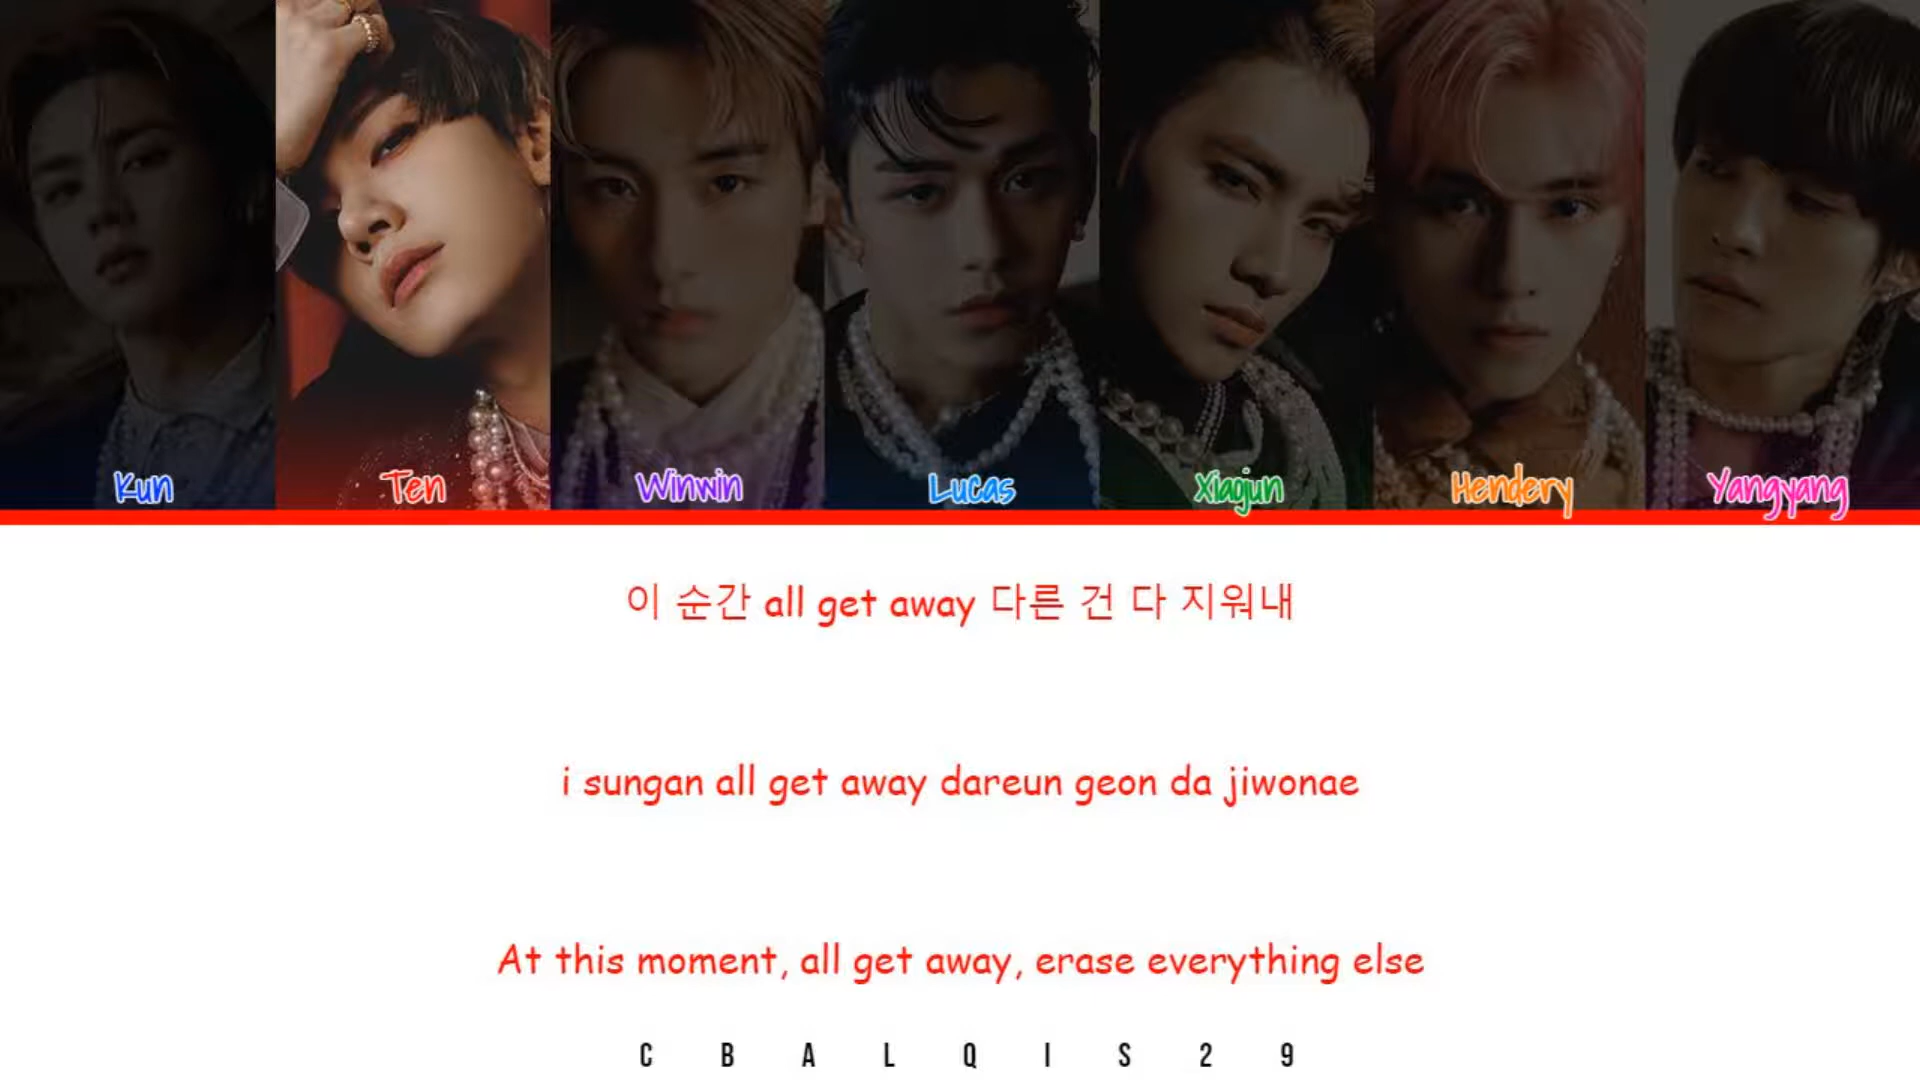 Kun Ten Winwin Lucas Xiaojun Hendery Yangyang
이 순간 all get away 다른 건 다 지워내
i sungan all get away dareun geon da jiwonae
At this moment, all get away, erase everything else
C B A L Q I S 2 9